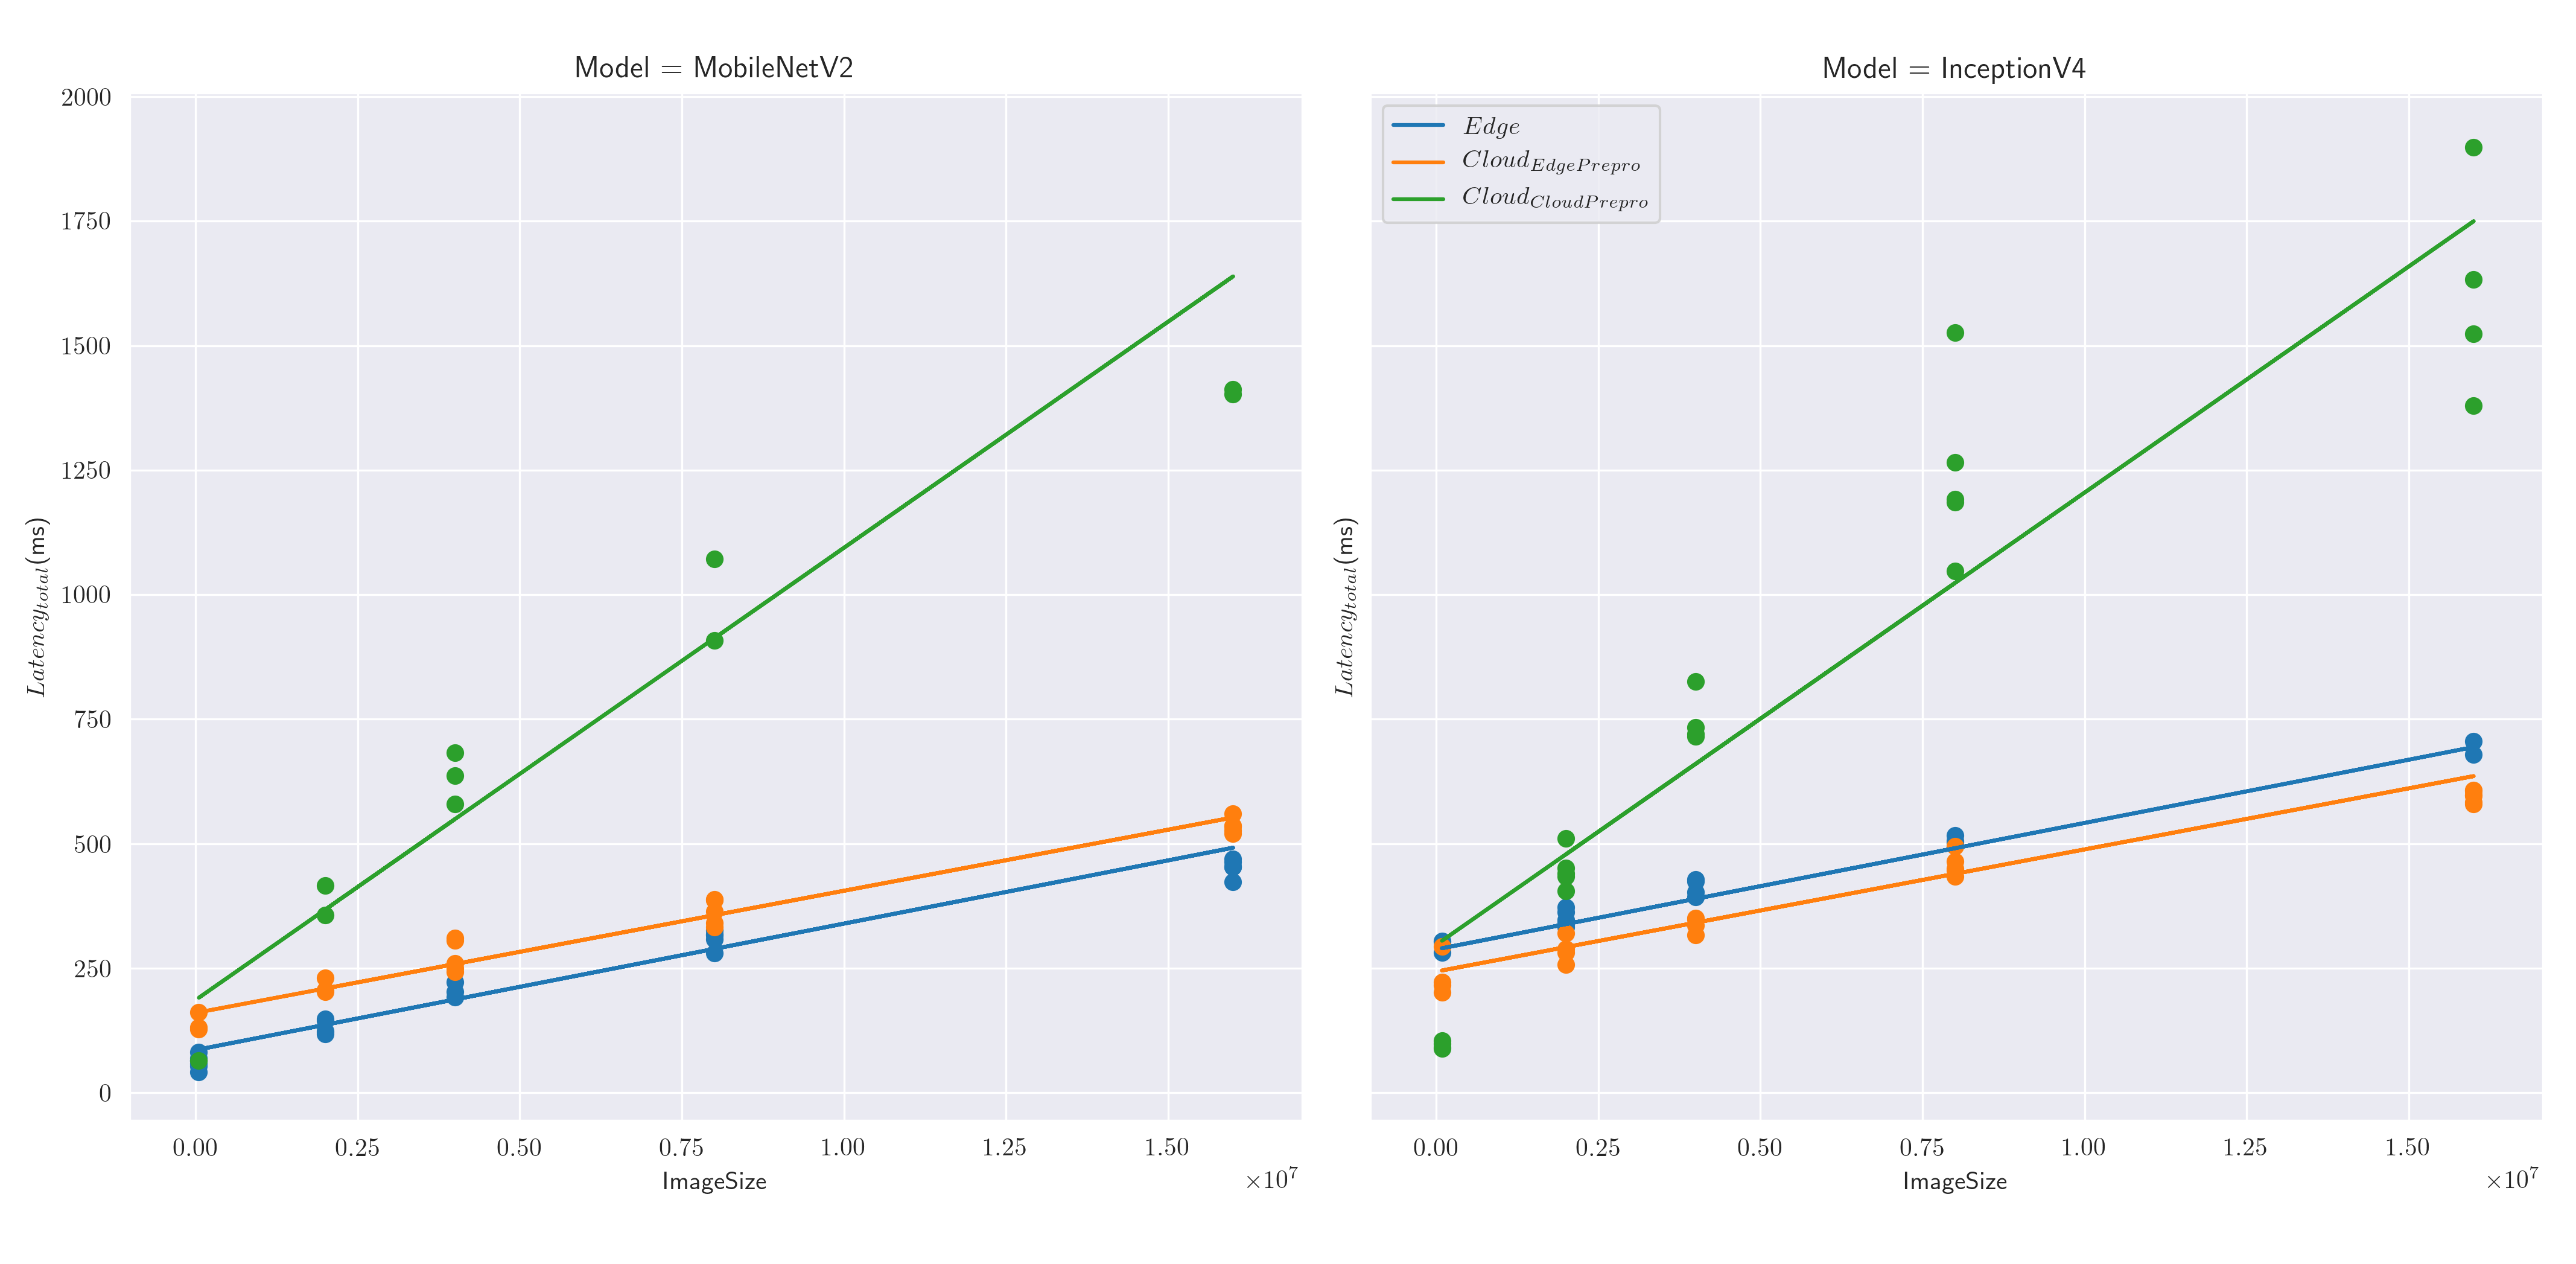 Model = MobileNetV2
2000
1750
1500
1250
1000
750
500
250
0
Latency_total(ms)
0.00 0.25 0.50 0.75 1.00 1.25 1.50
ImageSize
×10^7
Model = InceptionV4
Edge
Cloud_EdgePrepro
Cloud_CloudPrepro
Latency_total(ms)
0.00 0.25 0.50 0.75 1.00 1.25 1.50
ImageSize
×10^7